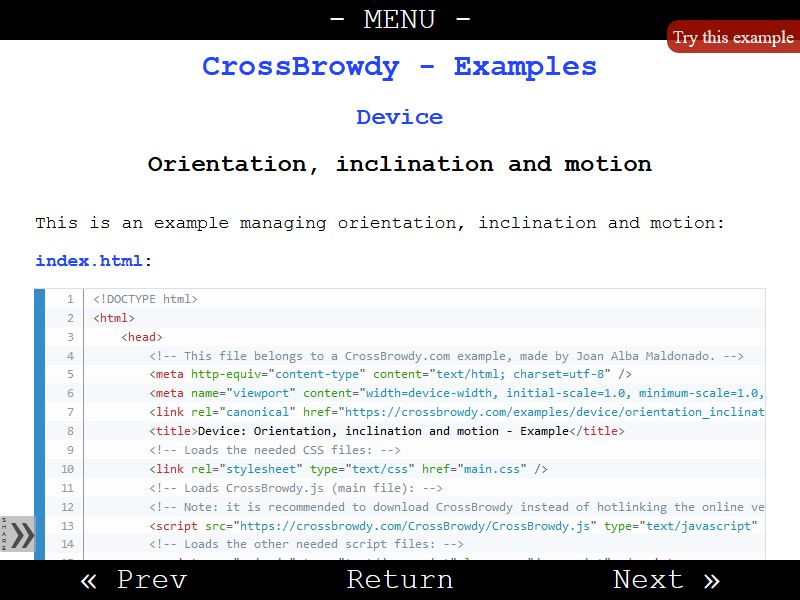 - MENU -
Try this example
CrossBrowdy - Examples
Device
Orientation, inclination and motion
This is an example managing orientation, inclination and motion:
index.html:
1 <!DOCTYPE html>
2 <html>
3 <head>
4 <!-- This file belongs to a CrossBrowdy.com example, made by Joan Alba Maldonado. -->
5 <meta http-equiv="content-type" content="text/html; charset=utf-8" />
6 <meta name="viewport" content="width=device-width, initial-scale=1.0, minimum-scale=1.0,
7 <link rel="canonical" href="https://crossbrowdy.com/examples/device/orientation_inclinat
8 <title>Device: Orientation, inclination and motion - Example</title>
9 <!-- Loads the needed CSS files: -->
10 <link rel="stylesheet" type="text/css" href="main.css" />
11 <!-- Loads CrossBrowdy.js (main file): -->
12 <!-- Note: it is recommended to download CrossBrowdy instead of hotlinking the online ve
13 <script src="https://crossbrowdy.com/CrossBrowdy/CrossBrowdy.js" type="text/javascript"
14 <!-- Loads the other needed script files: -->
SHARE »
« Prev Return Next »